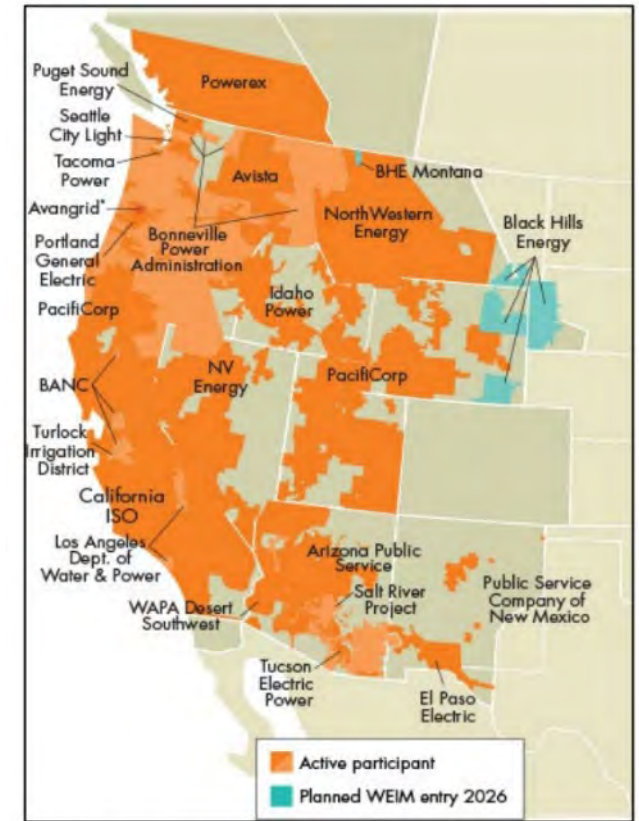 Powerex
Puget Sound
Energy
Seattle
City Light
Tacoma
Power
Avista
BHE Montana
Avangrid*
NorthWestern
Energy
Black Hills
Energy
Bonneville
Power
Administration
Portland
General
Electric
Idaho
Power
PacifiCorp
NV
Energy
PacifiCorp
BANC
Turlock
Irrigation
District
California
ISO
Los Angeles
Dept. of
Water & Power
Arizona Public
Service
Salt River
Project
Public Service
Company of
New Mexico
WAPA Desert
Southwest
Tucson
Electric
Power
El Paso
Electric
Active participant
Planned WEIM entry 2026